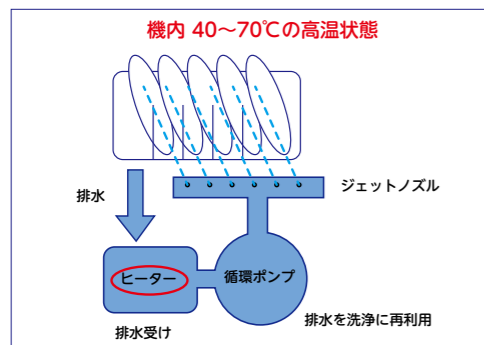 機内 40～70℃の高温状態
排水
ジェットノズル
ヒーター
循環ポンプ
排水受け
排水を洗浄に再利用